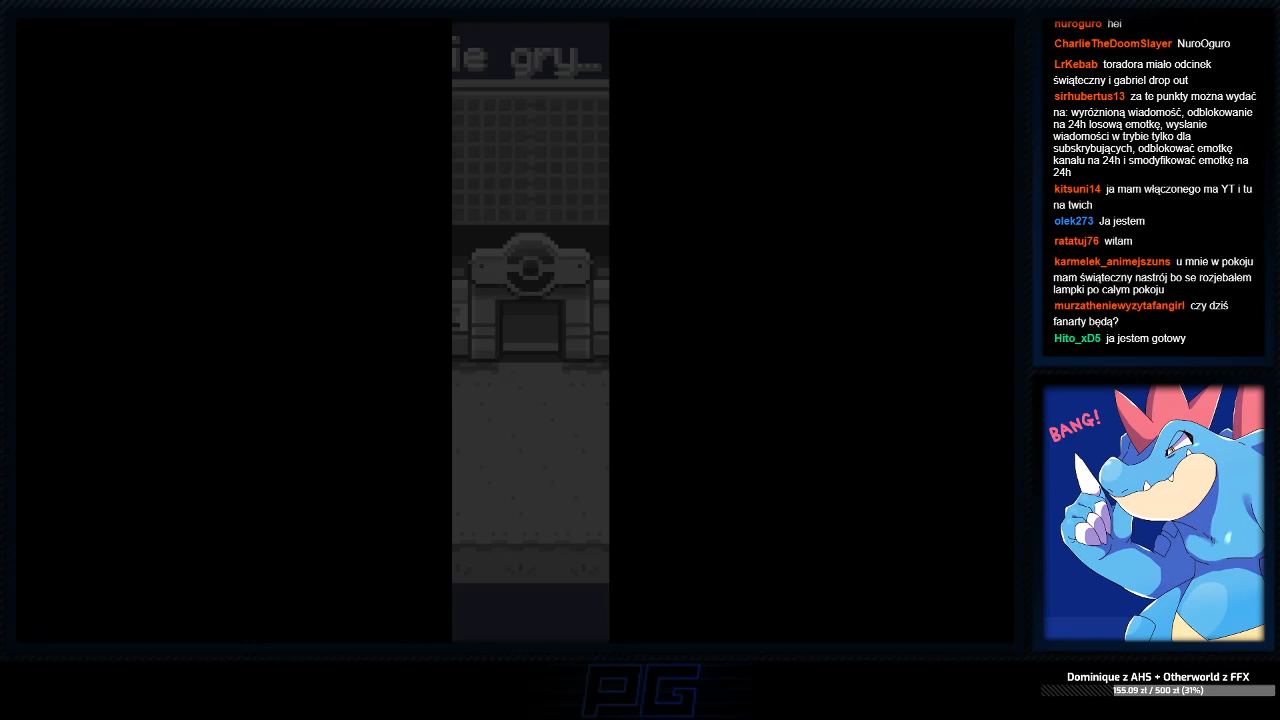 ie gry...
nuroguro hei
CharlieTheDoomSlayer NuroOguro
LrKebab toradora miało odcinek
świąteczny i gabriel drop out
sirhubertus13 za te punkty można wydać
na: wyróżnioną wiadomość, odblokowanie
na 24h losową emotkę, wysłanie
wiadomości w trybie tylko dla
subskrybujących, odblokować emotkę
kanału na 24h i smodyfikować emotkę na
24h
kitsuni14 ja mam włączonego ma YT i tu
na twich
olek273 Ja jestem
ratatuj76 witam
karmelek_animejszuns u mnie w pokoju
mam świąteczny nastrój bo se rozjebałem
lampki po całym pokoju
murzatheniewyzytafangirl czy dziś
fanarty będą?
Hito_xD5 ja jestem gotowy
BANG!
PG
Dominique z AHS + Otherworld z FFX
155.09 zł / 500 zł (31%)